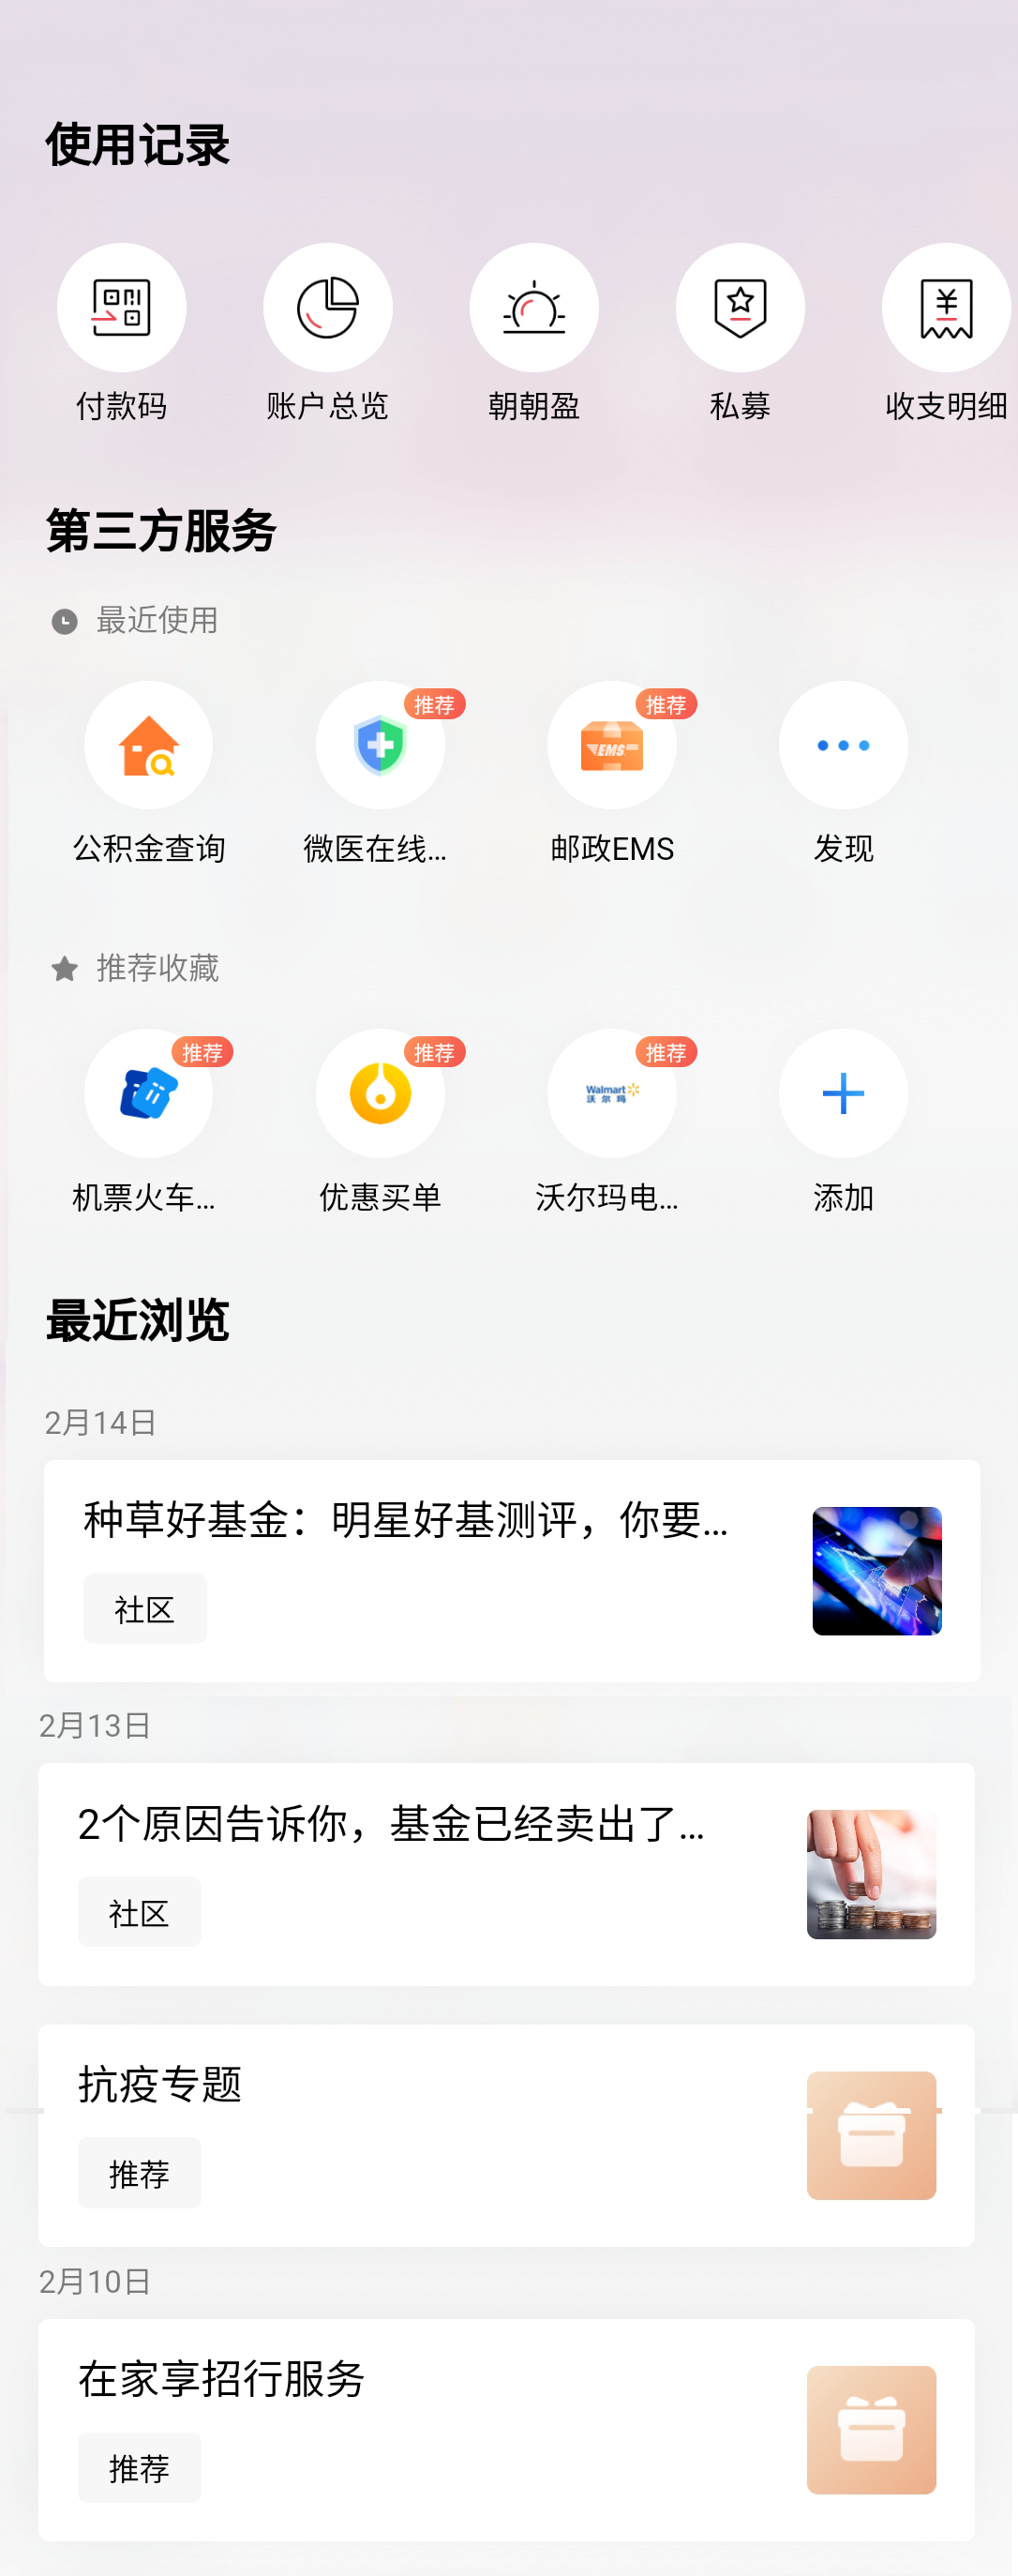 使用记录
付款码 账户总览 朝朝盈 私募 收支明细
第三方服务
最近使用
推荐 推荐
EMS
公积金查询 微医在线... 邮政EMS 发现
推荐收藏
推荐 推荐 推荐
Walmart
沃尔玛
机票火车... 优惠买单 沃尔玛电... 添加
最近浏览
2月14日
种草好基金：明星好基测评，你要...
社区
2月13日
2个原因告诉你，基金已经卖出了...
社区
抗疫专题
推荐
2月10日
在家享招行服务
推荐